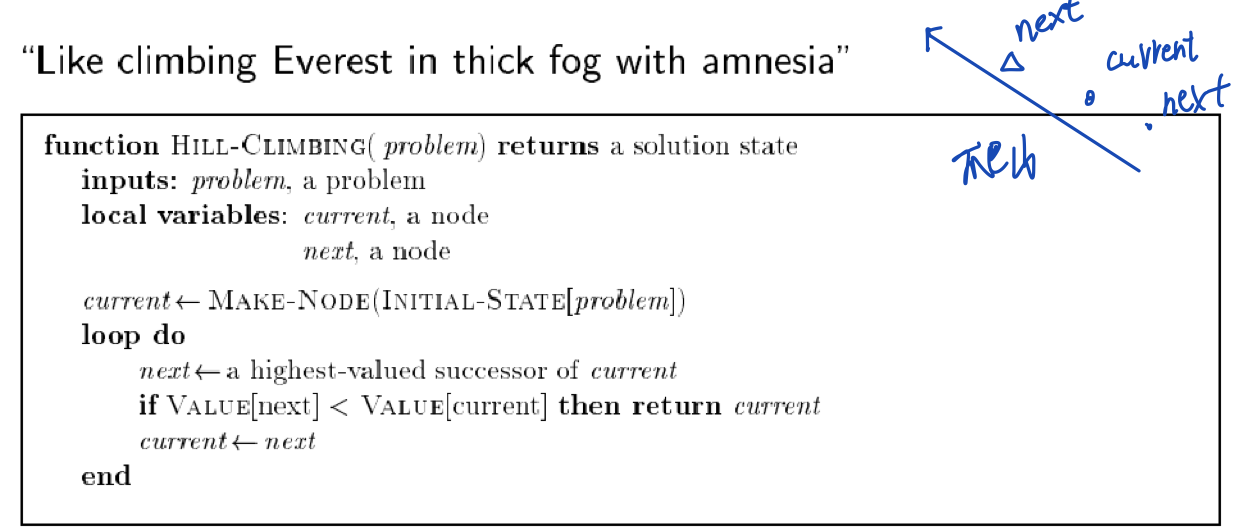 “Like climbing Everest in thick fog with amnesia”
next
current
next
function HILL-CLIMBING( problem) returns a solution state
inputs: problem, a problem
local variables: current, a node
next, a node
current ← MAKE-NODE(INITIAL-STATE[problem])
loop do
next ← a highest-valued successor of current
if VALUE[next] < VALUE[current] then return current
current ← next
end